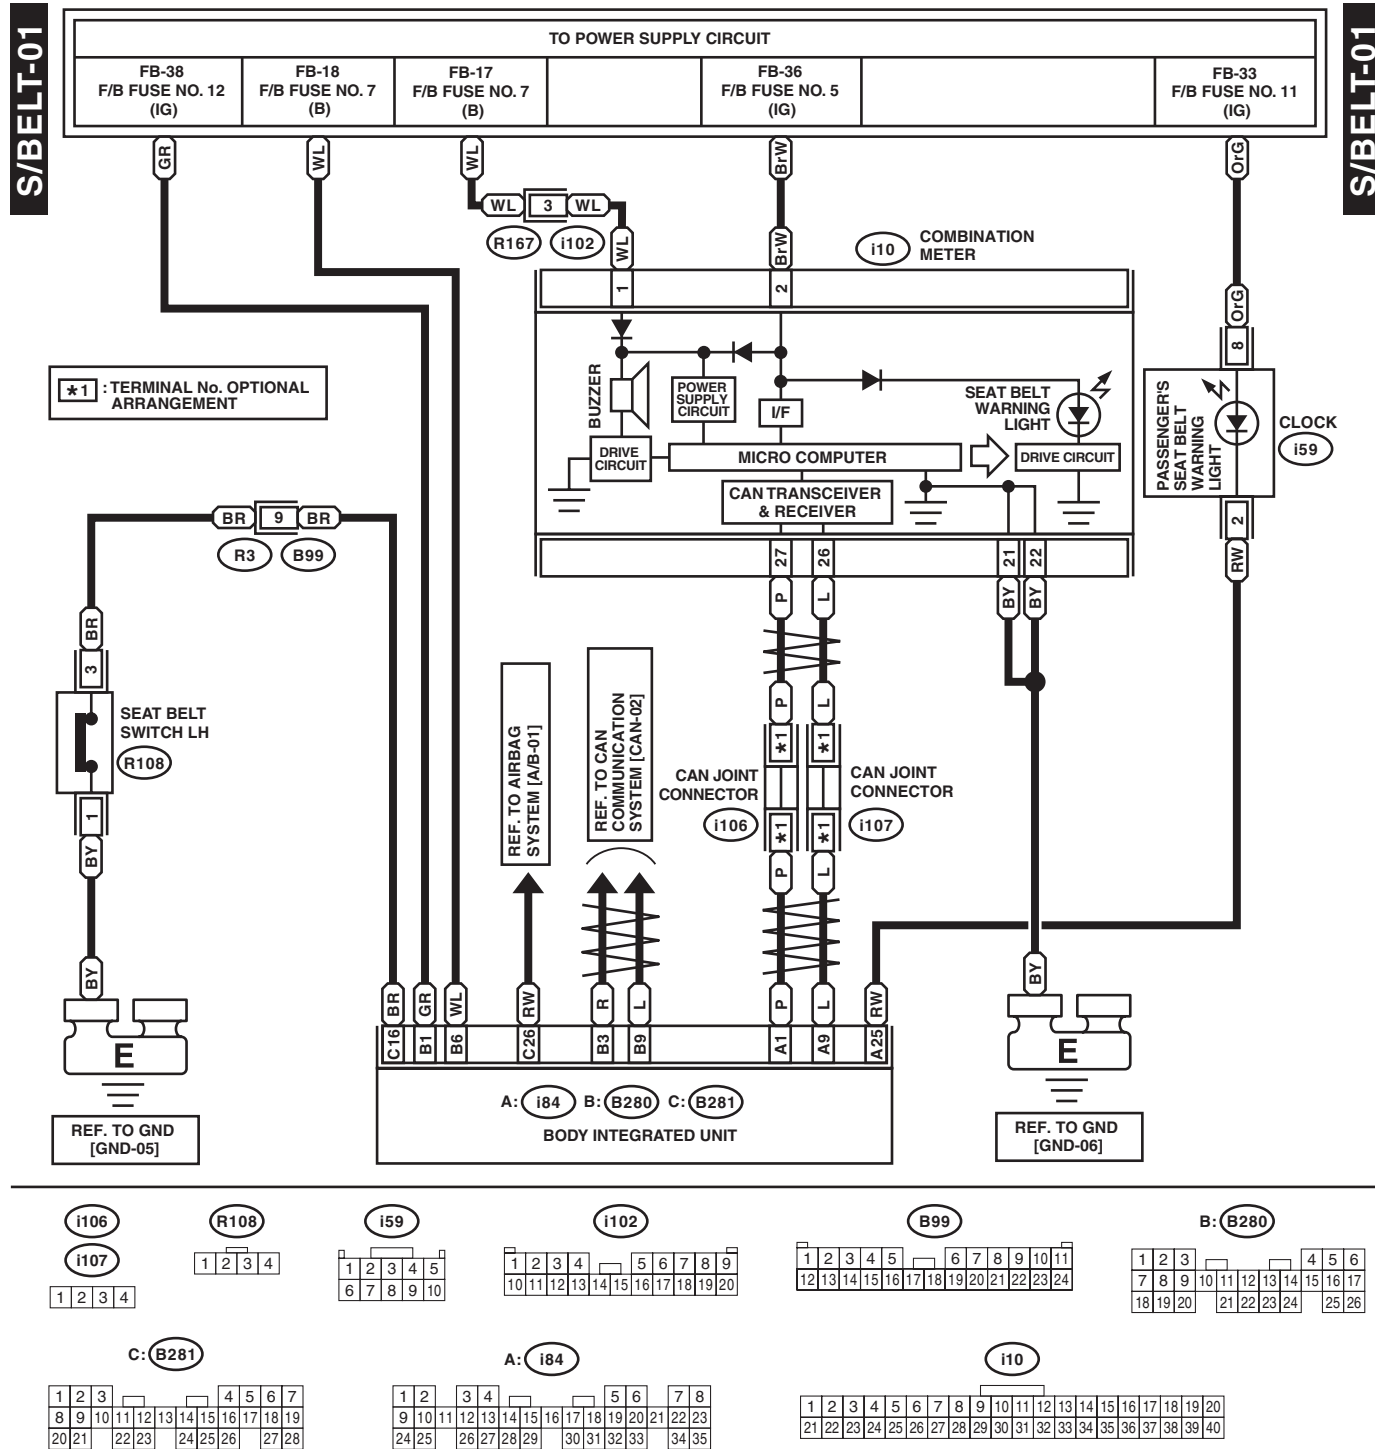 S/BELT-01
S/BELT-01
TO POWER SUPPLY CIRCUIT
FB-38
F/B FUSE NO. 12
(IG)
FB-18
F/B FUSE NO. 7
(B)
FB-17
F/B FUSE NO. 7
(B)
FB-36
F/B FUSE NO. 5
(IG)
FB-33
F/B FUSE NO. 11
(IG)
GR
WL
WL
BrW
OrG
WL 3 WL
R167 i102
WL
BrW
i10
COMBINATION
METER
1
2
OrG
8
*1 : TERMINAL No. OPTIONAL
ARRANGEMENT
BUZZER
POWER
SUPPLY
CIRCUIT
I/F
SEAT BELT
WARNING
LIGHT
DRIVE
CIRCUIT
MICRO COMPUTER
DRIVE CIRCUIT
CAN TRANSCEIVER
& RECEIVER
PASSENGER'S
SEAT BELT
WARNING
LIGHT
CLOCK
i59
2
RW
BR 9 BR
R3 B99
27
26
21
22
P
L
BY
BY
BR
3
SEAT BELT
SWITCH LH
R108
1
BY
BY
REF. TO AIRBAG
SYSTEM [A/B-01]
REF. TO CAN
COMMUNICATION
SYSTEM [CAN-02]
P
L
*1
*1
CAN JOINT
CONNECTOR
i106
CAN JOINT
CONNECTOR
i107
*1
*1
P
L
BY
BR
GR
WL
RW
R
L
P
L
RW
C16
B1
B6
C26
B3
B9
A1
A9
A25
A: i84 B: B280 C: B281
BODY INTEGRATED UNIT
E
REF. TO GND
[GND-05]
E
REF. TO GND
[GND-06]
i106
i107
1 2 3 4
R108
1 2 3 4
i59
1 2 3 4 5
6 7 8 9 10
i102
1 2 3 4 5 6 7 8 9
10 11 12 13 14 15 16 17 18 19 20
B99
1 2 3 4 5 6 7 8 9 10 11
12 13 14 15 16 17 18 19 20 21 22 23 24
B: B280
1 2 3 4 5 6
7 8 9 10 11 12 13 14 15 16 17
18 19 20 21 22 23 24 25 26
C: B281
1 2 3 4 5 6 7
8 9 10 11 12 13 14 15 16 17 18 19
20 21 22 23 24 25 26 27 28
A: i84
1 2 3 4 5 6 7 8
9 10 11 12 13 14 15 16 17 18 19 20 21 22 23
24 25 26 27 28 29 30 31 32 33 34 35
i10
1 2 3 4 5 6 7 8 9 10 11 12 13 14 15 16 17 18 19 20
21 22 23 24 25 26 27 28 29 30 31 32 33 34 35 36 37 38 39 40